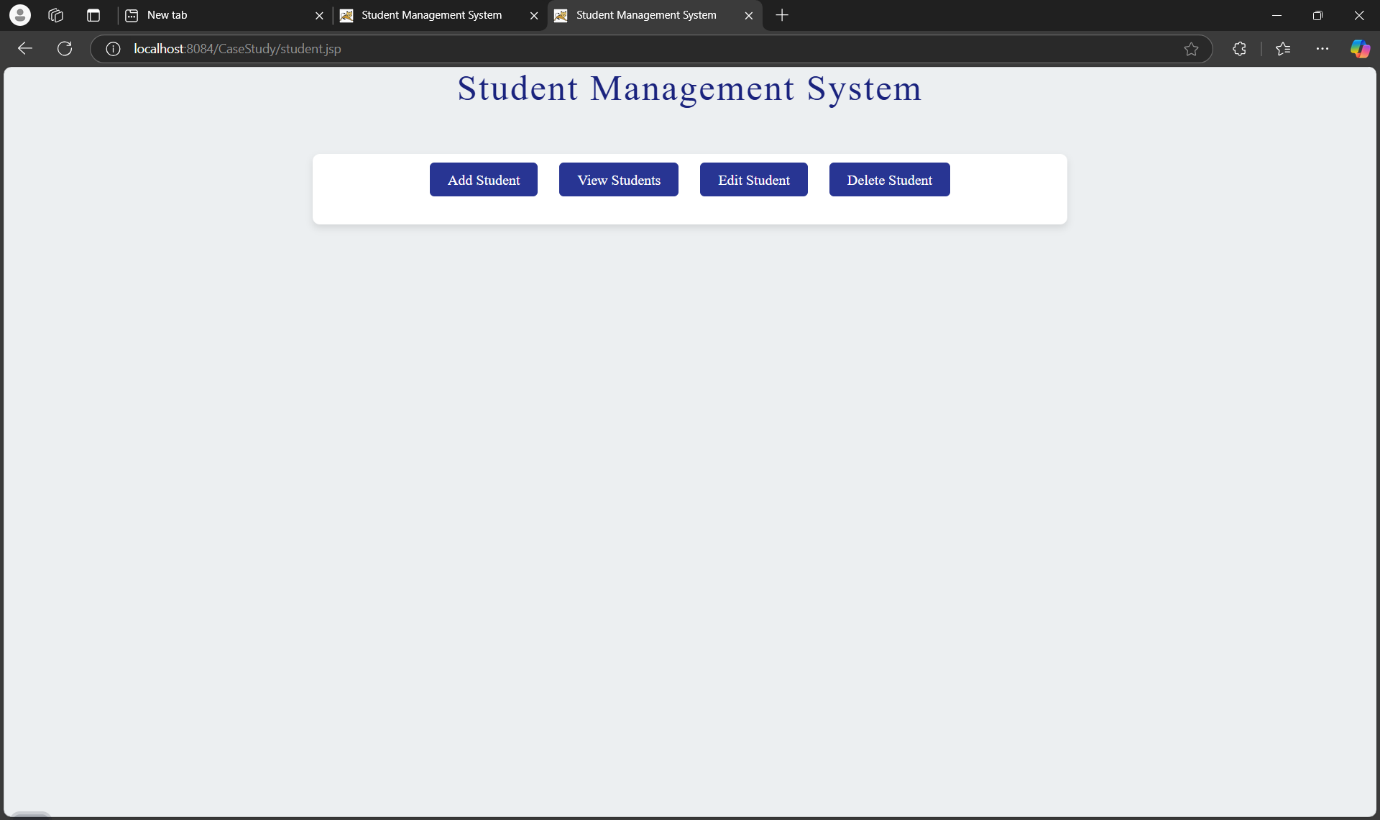 New tab
Student Management System
Student Management System
localhost:8084/CaseStudy/student.jsp
Student Management System
Add Student
View Students
Edit Student
Delete Student